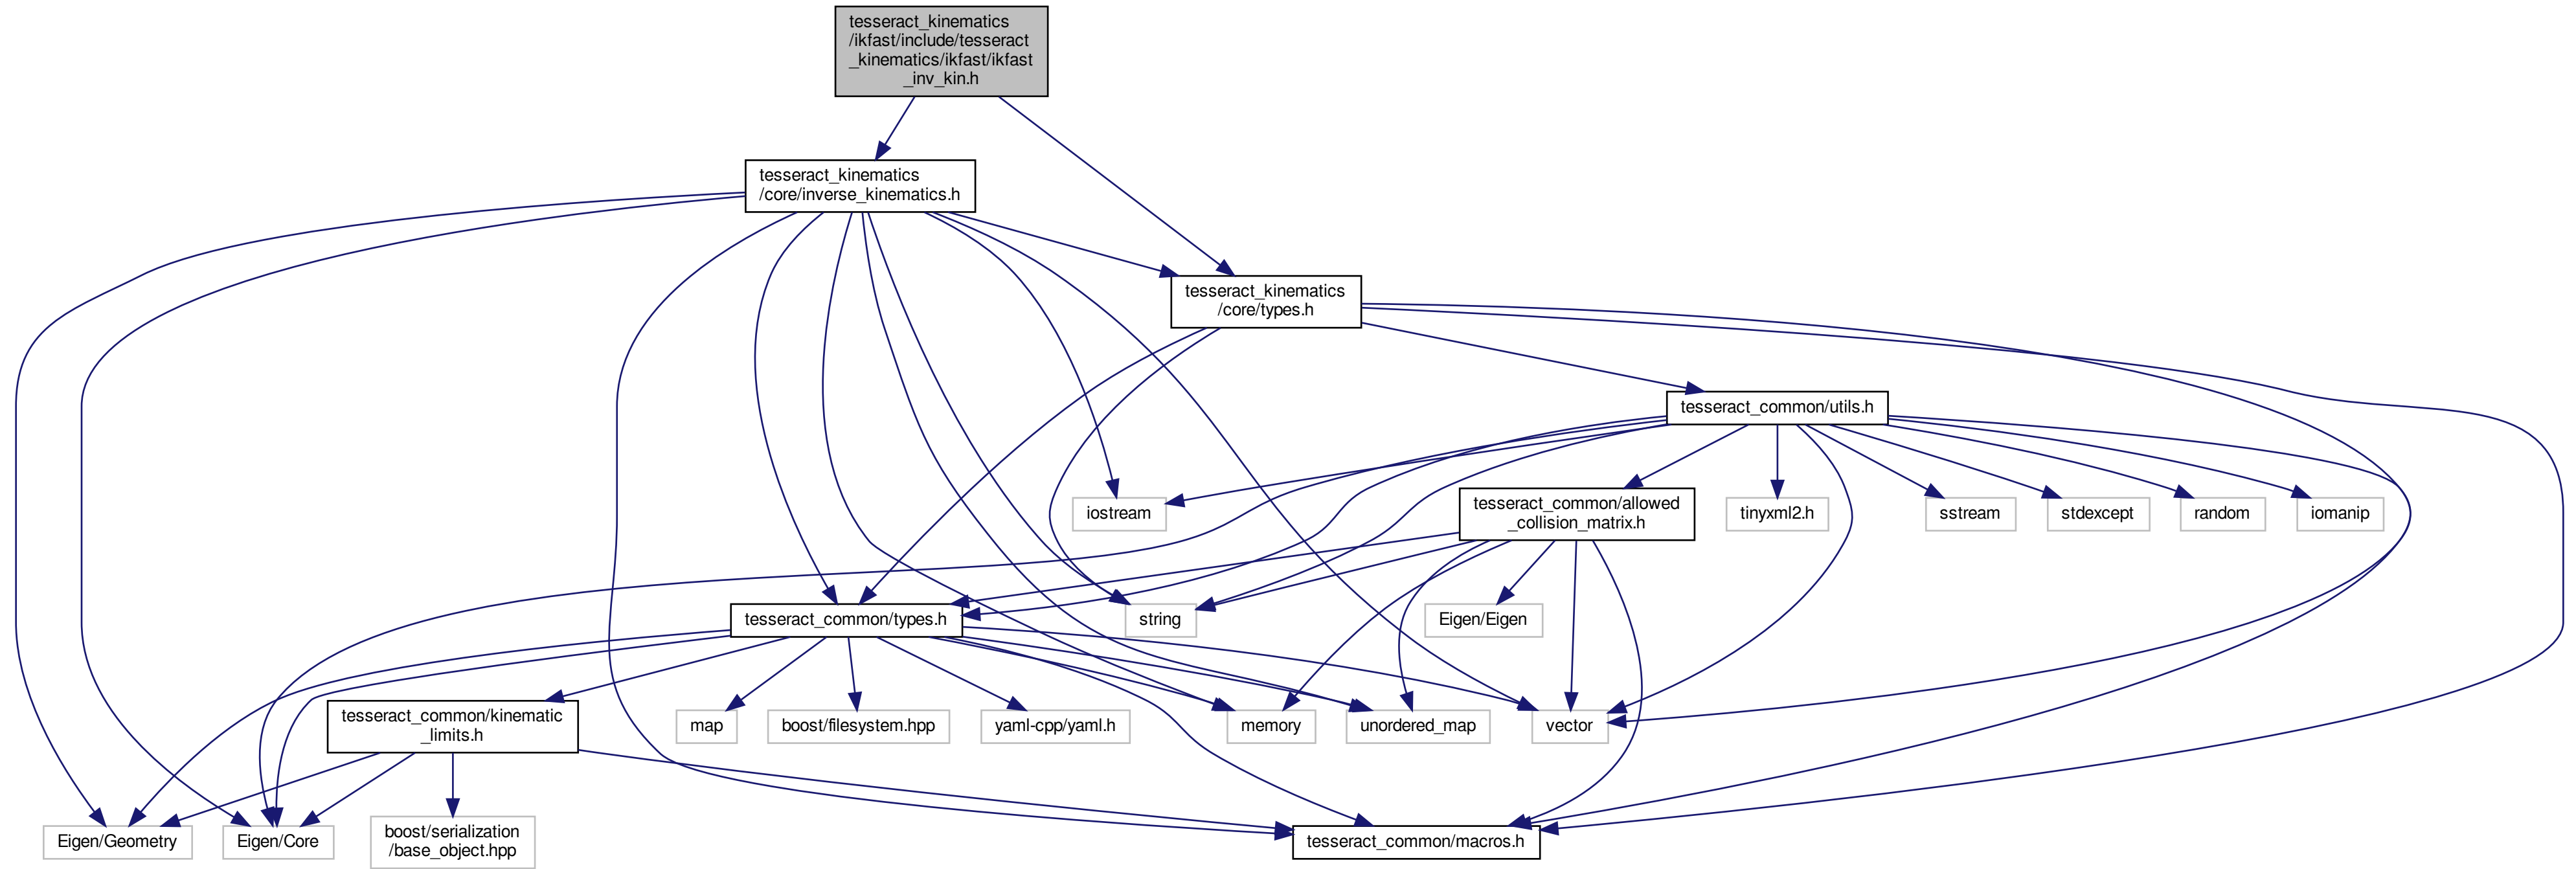 tesseract_kinematics
/ikfast/include/tesseract
_kinematics/ikfast/ikfast
_inv_kin.h
tesseract_kinematics
/core/inverse_kinematics.h
tesseract_kinematics
/core/types.h
tesseract_common/utils.h
iostream
tesseract_common/allowed
_collision_matrix.h
tinyxml2.h
sstream
stdexcept
random
iomanip
tesseract_common/types.h
string
Eigen/Eigen
tesseract_common/kinematic
_limits.h
map
boost/filesystem.hpp
yaml-cpp/yaml.h
memory
unordered_map
vector
Eigen/Geometry
Eigen/Core
boost/serialization
/base_object.hpp
tesseract_common/macros.h